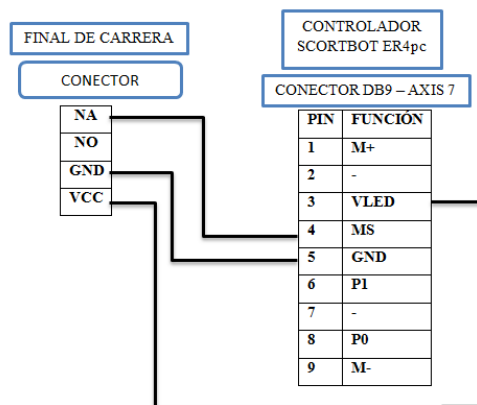 FINAL DE CARRERA
CONECTOR
NA
NO
GND
VCC
CONTROLADOR
SCORTBOT ER4pc
CONECTOR DB9 – AXIS 7
PIN FUNCIÓN
1 M+
2 -
3 VLED
4 MS
5 GND
6 P1
7 -
8 P0
9 M-